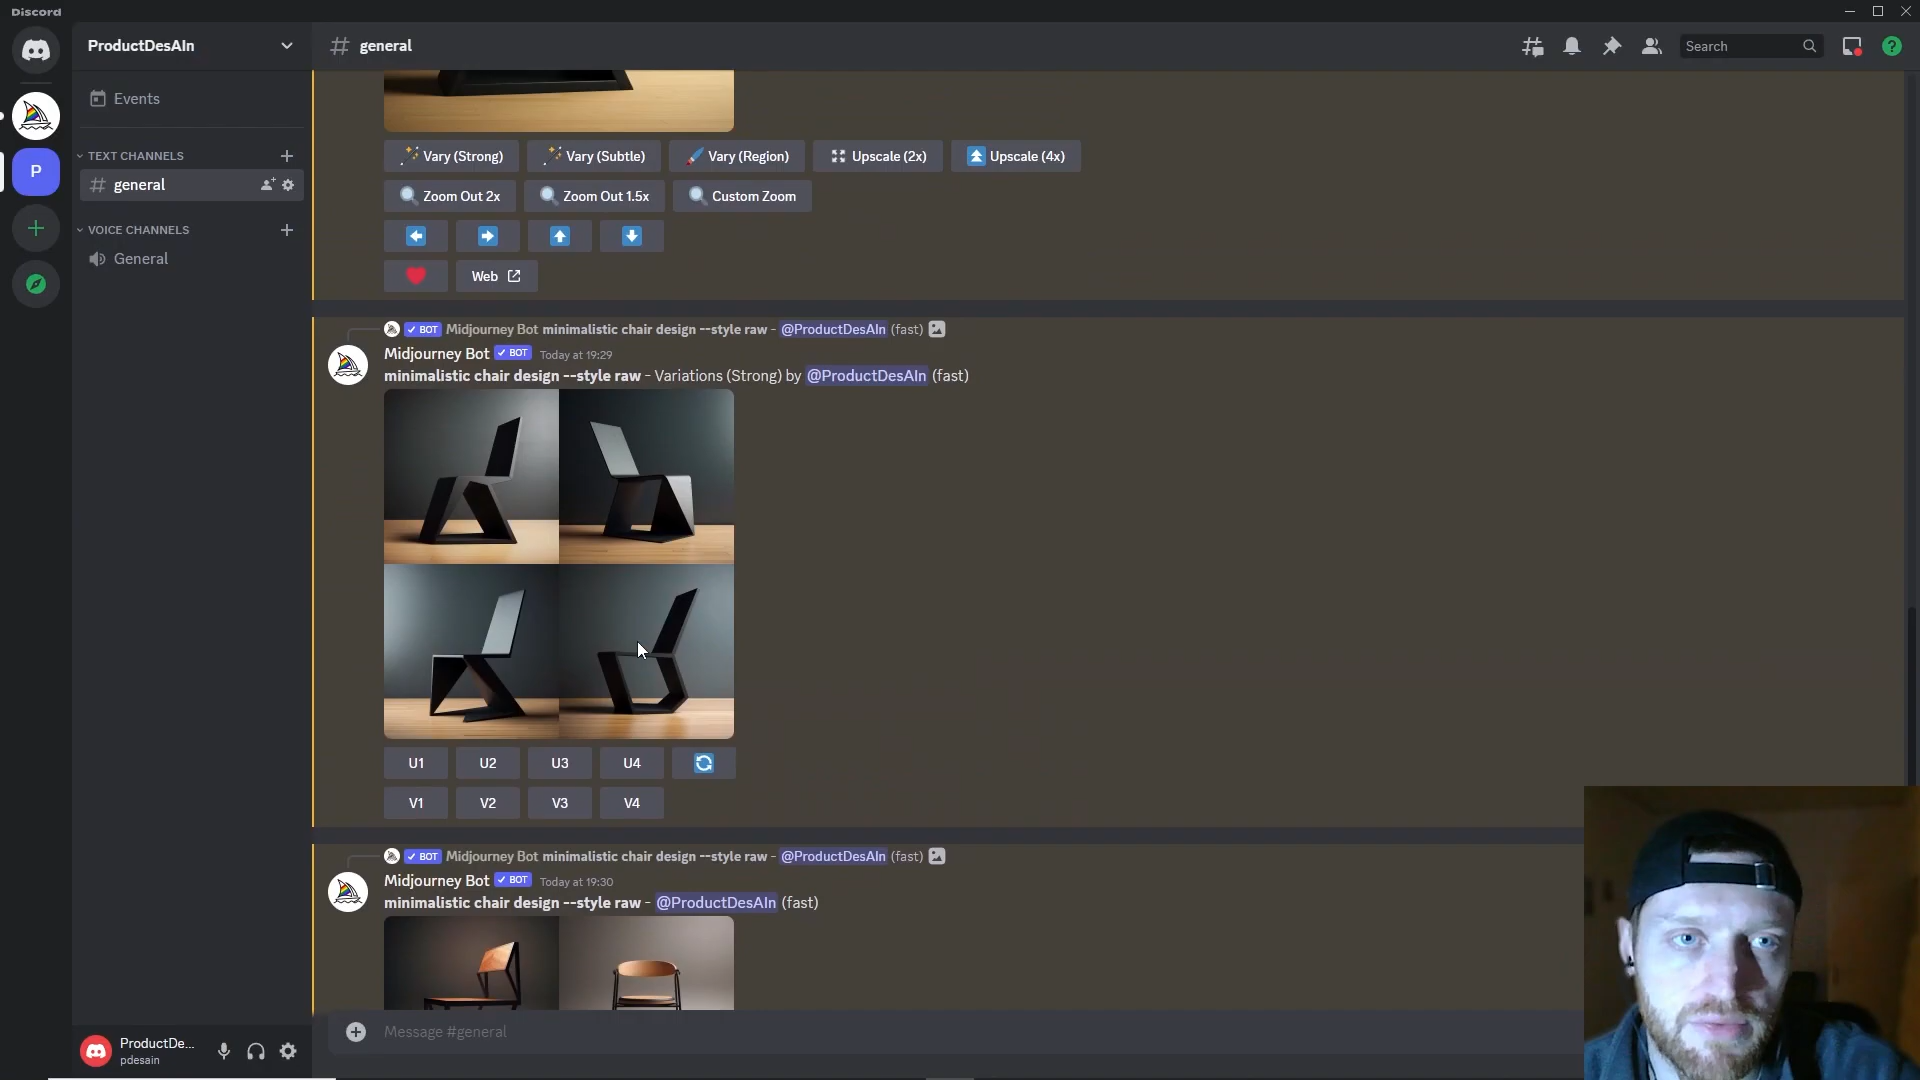 Discord
ProductDesAIn
general
Search
Events
TEXT CHANNELS
general
VOICE CHANNELS
General
P
Vary (Strong)
Vary (Subtle)
Vary (Region)
Upscale (2x)
Upscale (4x)
Zoom Out 2x
Zoom Out 1.5x
Custom Zoom
Web
✓ BOT Midjourney Bot minimalistic chair design --style raw - @ProductDesAIn (fast)
Midjourney Bot ✓ BOT Today at 19:29
minimalistic chair design --style raw - Variations (Strong) by @ProductDesAIn (fast)
U1 U2 U3 U4
V1 V2 V3 V4
✓ BOT Midjourney Bot minimalistic chair design --style raw - @ProductDesAIn (fast)
Midjourney Bot ✓ BOT Today at 19:30
minimalistic chair design --style raw - @ProductDesAIn (fast)
Message #general
ProductDe...
pdesain